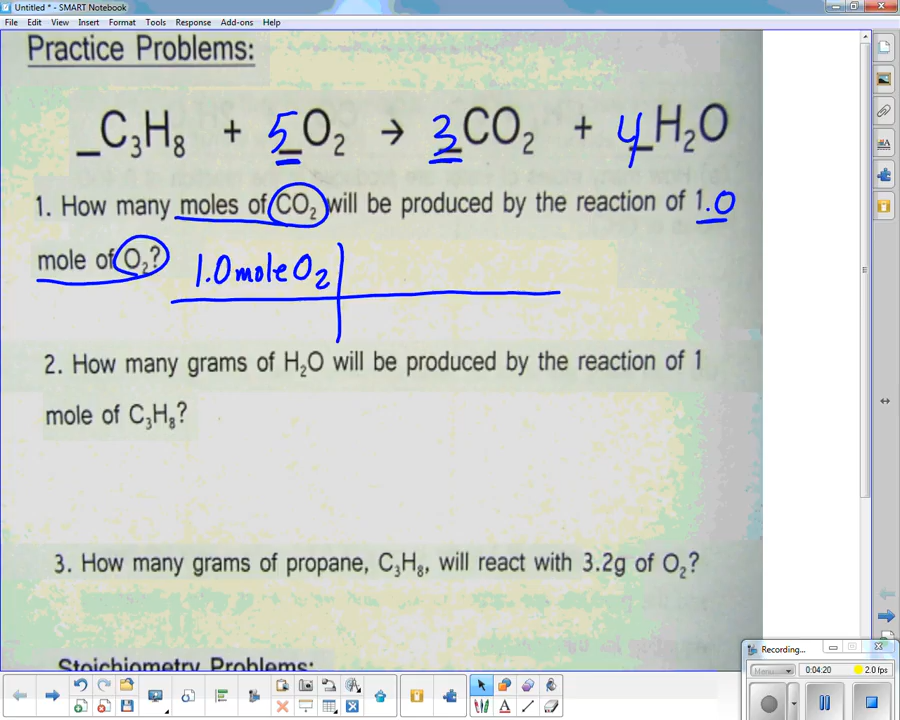 Untitled * - SMART Notebook
File Edit View Insert Format Tools Response Add-ons Help
Practice Problems:
_C₃H₈ + 5O₂ → 3CO₂ + 4H₂O
1. How many moles of CO₂ will be produced by the reaction of 1.0
mole of O₂?
1.0 mole O₂
2. How many grams of H₂O will be produced by the reaction of 1
mole of C₃H₈?
3. How many grams of propane, C₃H₈, will react with 3.2g of O₂?
Stoichiometry Problems:
Recording...
Menu
0:04:20
2.0 fps